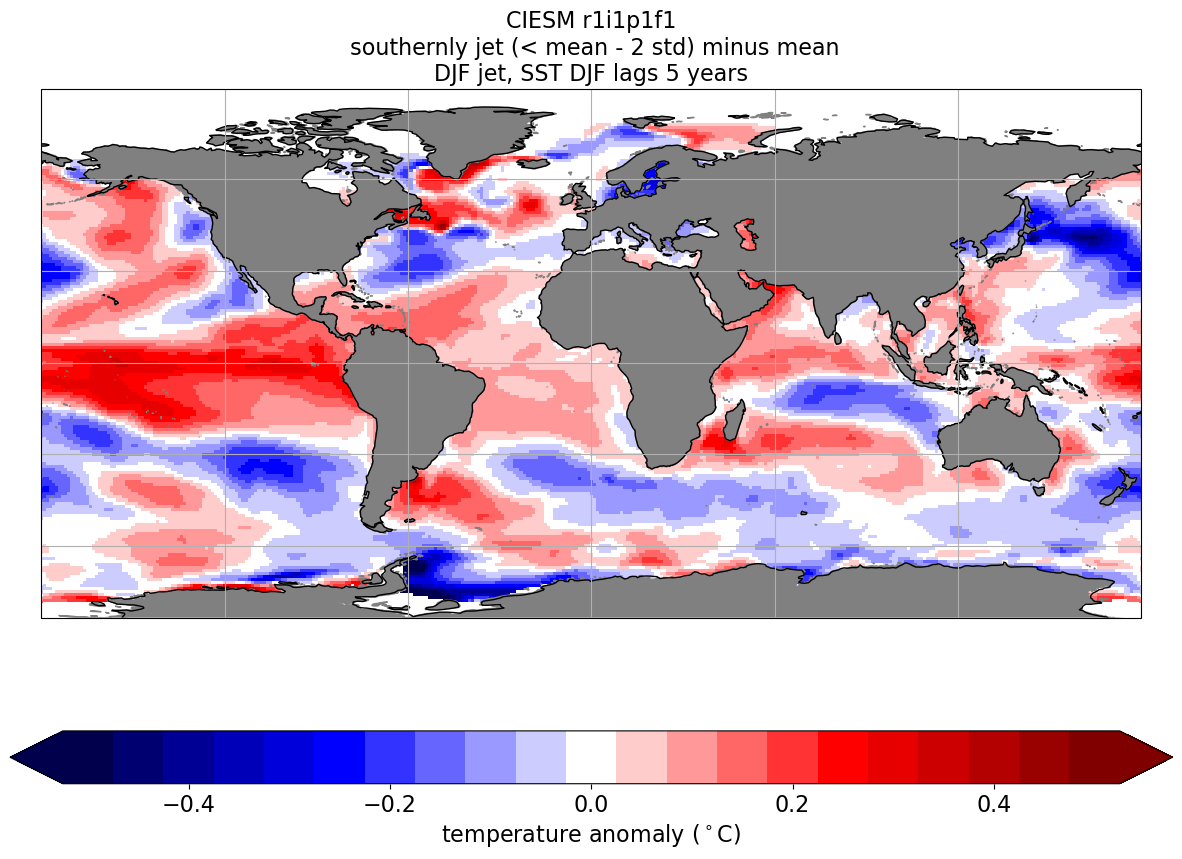 CIESM r1i1p1f1
southernly jet (< mean - 2 std) minus mean
DJF jet, SST DJF lags 5 years
−0.4 −0.2 0.0 0.2 0.4
temperature anomaly (°C)